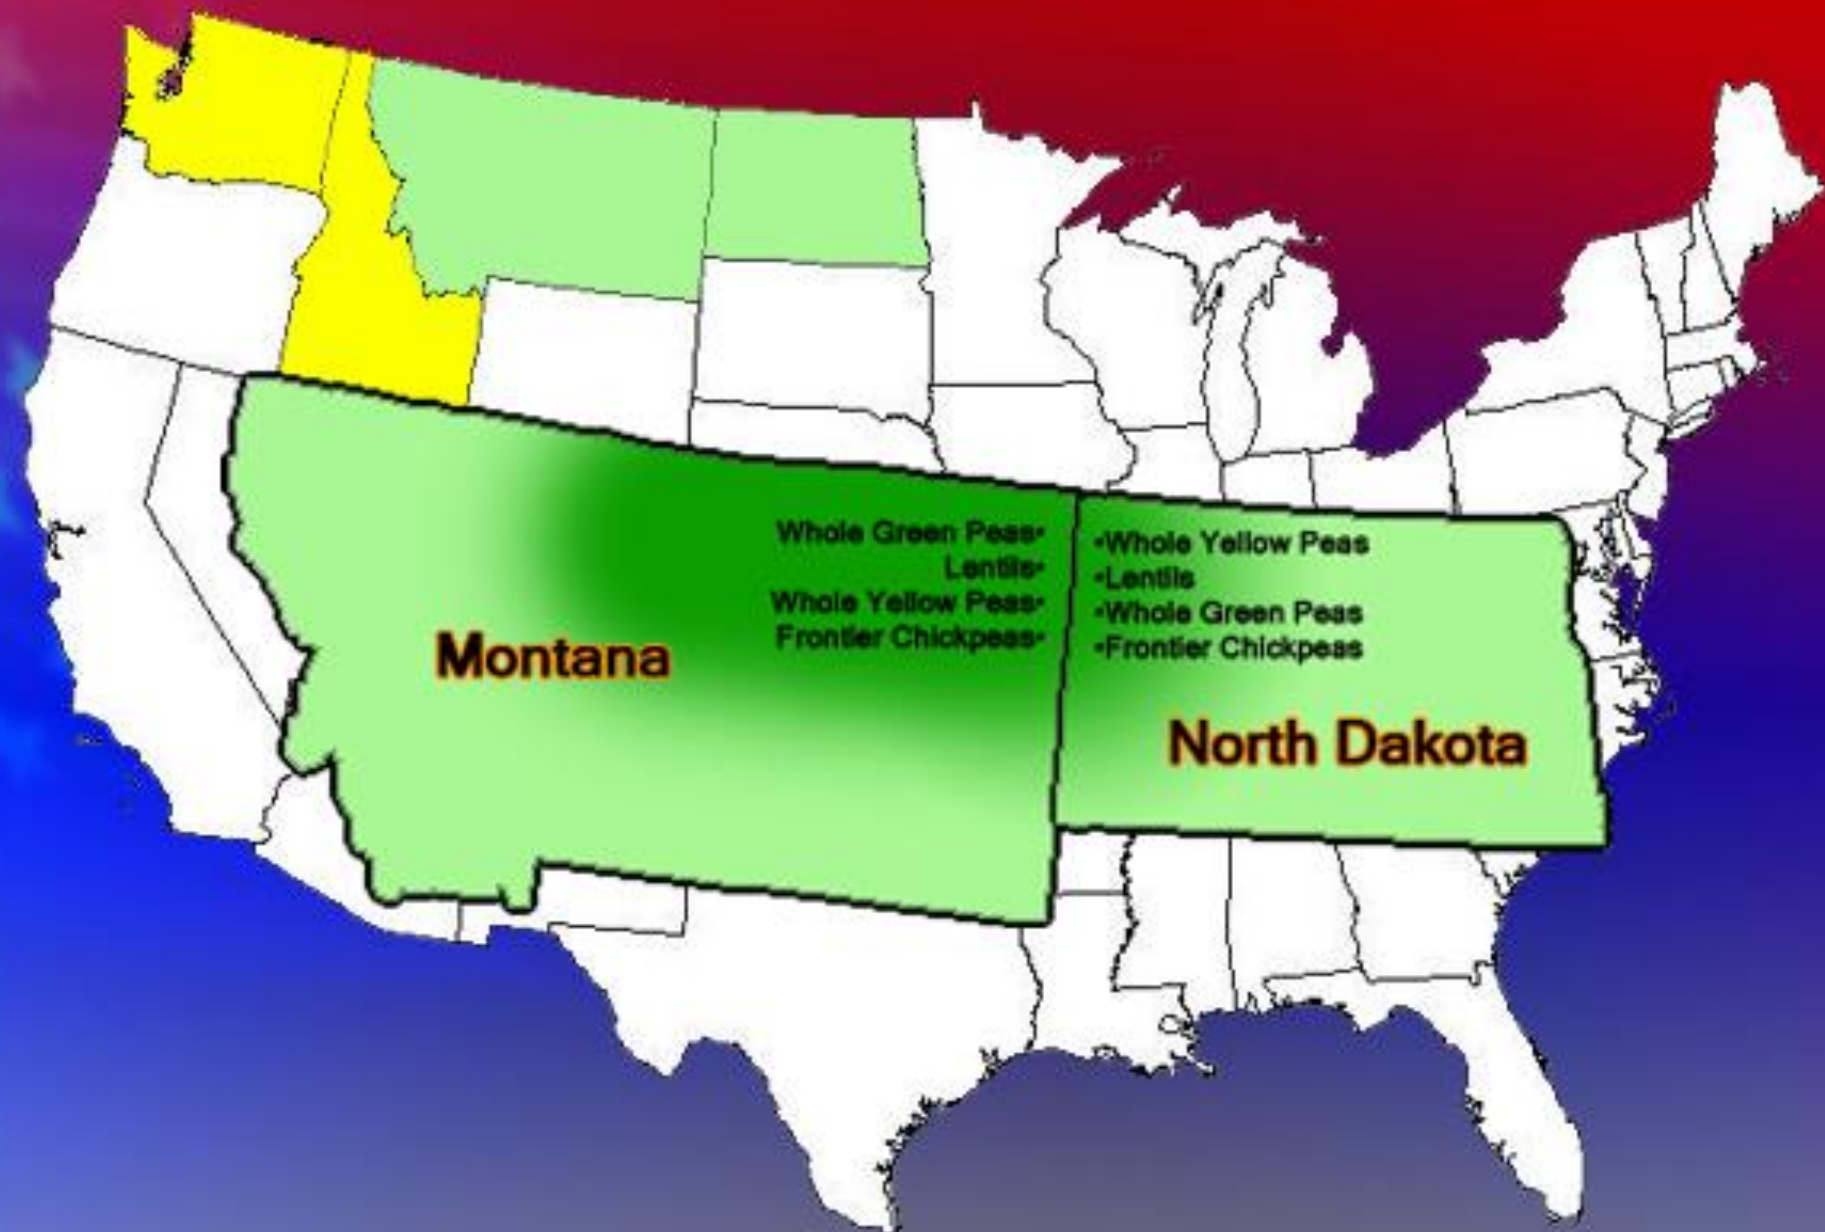 Whole Green Peas•
Lentils•
Whole Yellow Peas•
Frontier Chickpeas•
Montana
•Whole Yellow Peas
•Lentils
•Whole Green Peas
•Frontier Chickpeas
North Dakota